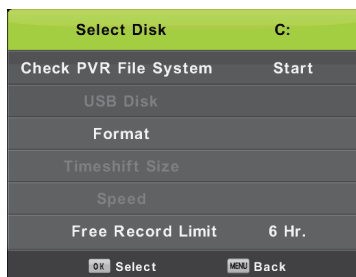 Select Disk C:
Check PVR File System Start
USB Disk
Format
Timeshift Size
Speed
Free Record Limit 6 Hr.
OK Select MENU Back